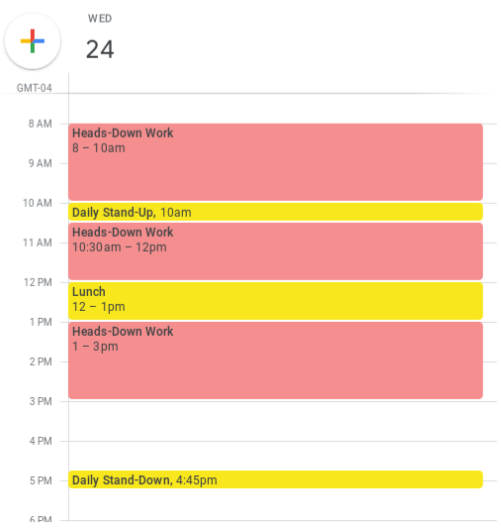 WED
24
GMT-04
8 AM
Heads-Down Work
8 – 10am
9 AM
10 AM
Daily Stand-Up, 10am
Heads-Down Work
11 AM
10:30am – 12pm
12 PM
Lunch
12 – 1pm
1 PM
Heads-Down Work
1 – 3pm
2 PM
3 PM
4 PM
5 PM
Daily Stand-Down, 4:45pm
6 PM